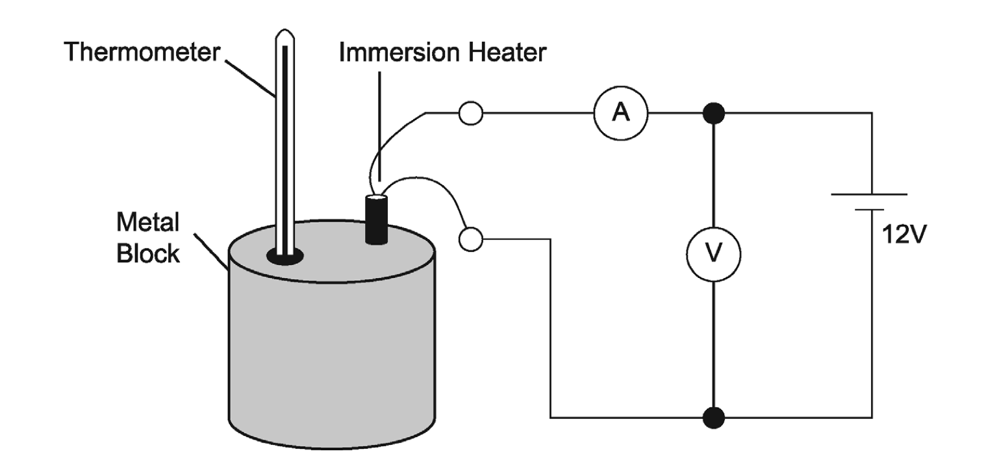 Thermometer
Immersion Heater
A
Metal
Block
V
12V